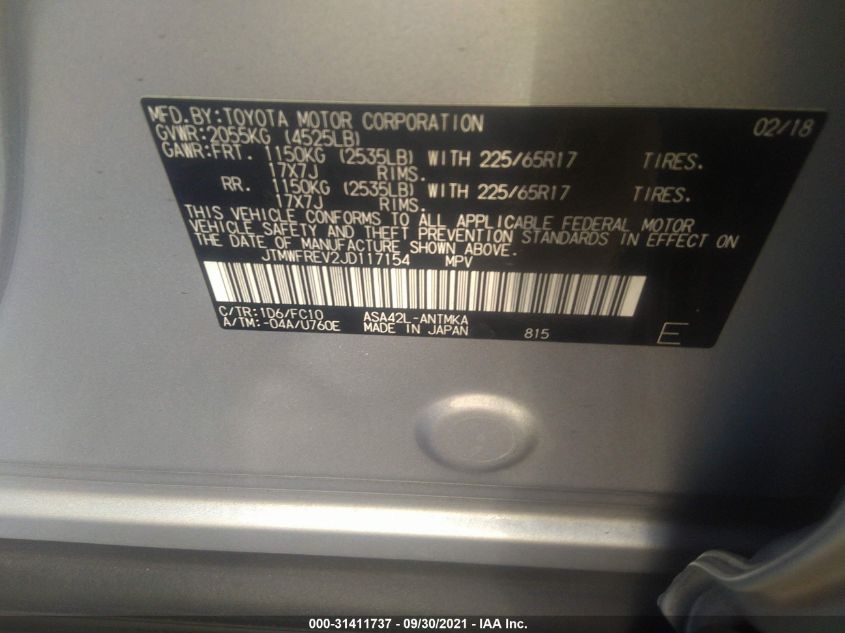 MFD. BY: TOYOTA MOTOR CORPORATION 02/18
GVWR: 2055KG (4525LB)
GAWR: FRT. 1150KG (2535LB) WITH 225/65R17 TIRES.
17X7J RIMS.
RR. 1150KG (2535LB) WITH 225/65R17 TIRES.
17X7J RIMS.
THIS VEHICLE CONFORMS TO ALL APPLICABLE FEDERAL MOTOR
VEHICLE SAFETY AND THEFT PREVENTION STANDARDS IN EFFECT ON
THE DATE OF MANUFACTURE SHOWN ABOVE.
JTMWFREV2JD117154 MPV
C/TR: 1D6/FC10 ASA42L-ANTMKA
A/TM: -04A/U760E MADE IN JAPAN 815 E
000-31411737 - 09/30/2021 - IAA Inc.